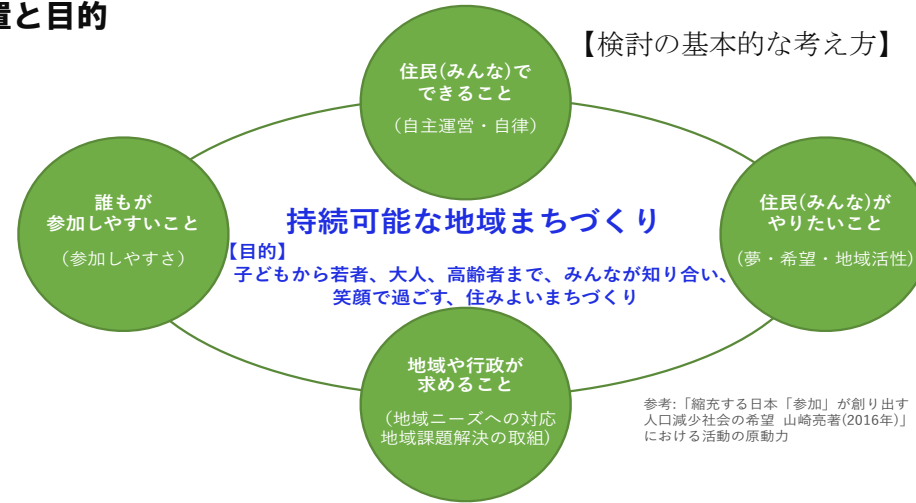 置と目的
【検討の基本的な考え方】
住民(みんな)で
できること
（自主運営・自律）
誰もが
参加しやすいこと
（参加しやすさ）
住民(みんな)が
やりたいこと
(夢・希望・地域活性)
持続可能な地域まちづくり
【目的】
子どもから若者、大人、高齢者まで、みんなが知り合い、
笑顔で過ごす、住みよいまちづくり
地域や行政が
求めること
（地域ニーズへの対応
地域課題解決の取組)
参考:「縮充する日本「参加」が創り出す
人口減少社会の希望 山崎亮著(2016年)」
における活動の原動力